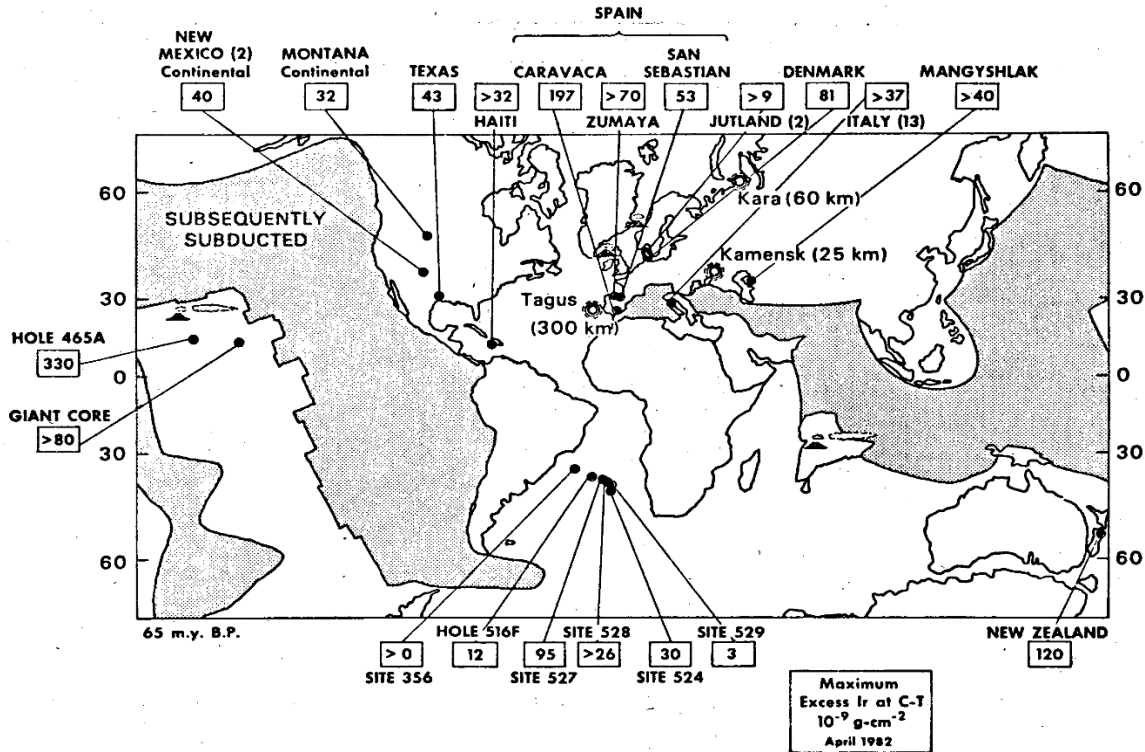 SPAIN
NEW
MEXICO (2)
Continental
40
MONTANA
Continental
32
TEXAS
43
>32
HAITI
CARAVACA
197
>70
ZUMAYA
SAN
SEBASTIAN
53
>9
JUTLAND (2)
DENMARK
81
>37
ITALY (13)
MANGYSHLAK
>40
60
30
0
30
60
60
30
0
30
60
SUBSEQUENTLY
SUBDUCTED
Kara (60 km)
Kamensk (25 km)
Tagus
(300 km)
HOLE 465A
330
GIANT CORE
>80
65 m.y. B.P.
> 0
SITE 356
HOLE 516F
12
95
SITE 527
SITE 528
>26
30
SITE 524
SITE 529
3
NEW ZEALAND
120
Maximum
Excess Ir at C-T
10⁻⁹ g-cm⁻²
April 1982